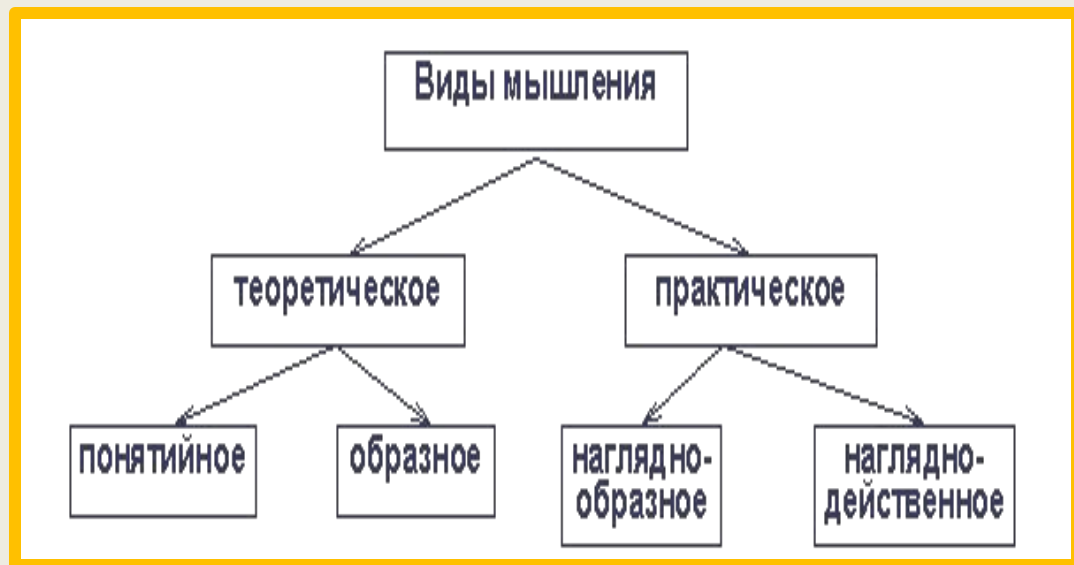 Виды мышления
теоретическое
практическое
понятийное
образное
наглядно-
образное
наглядно-
действенное